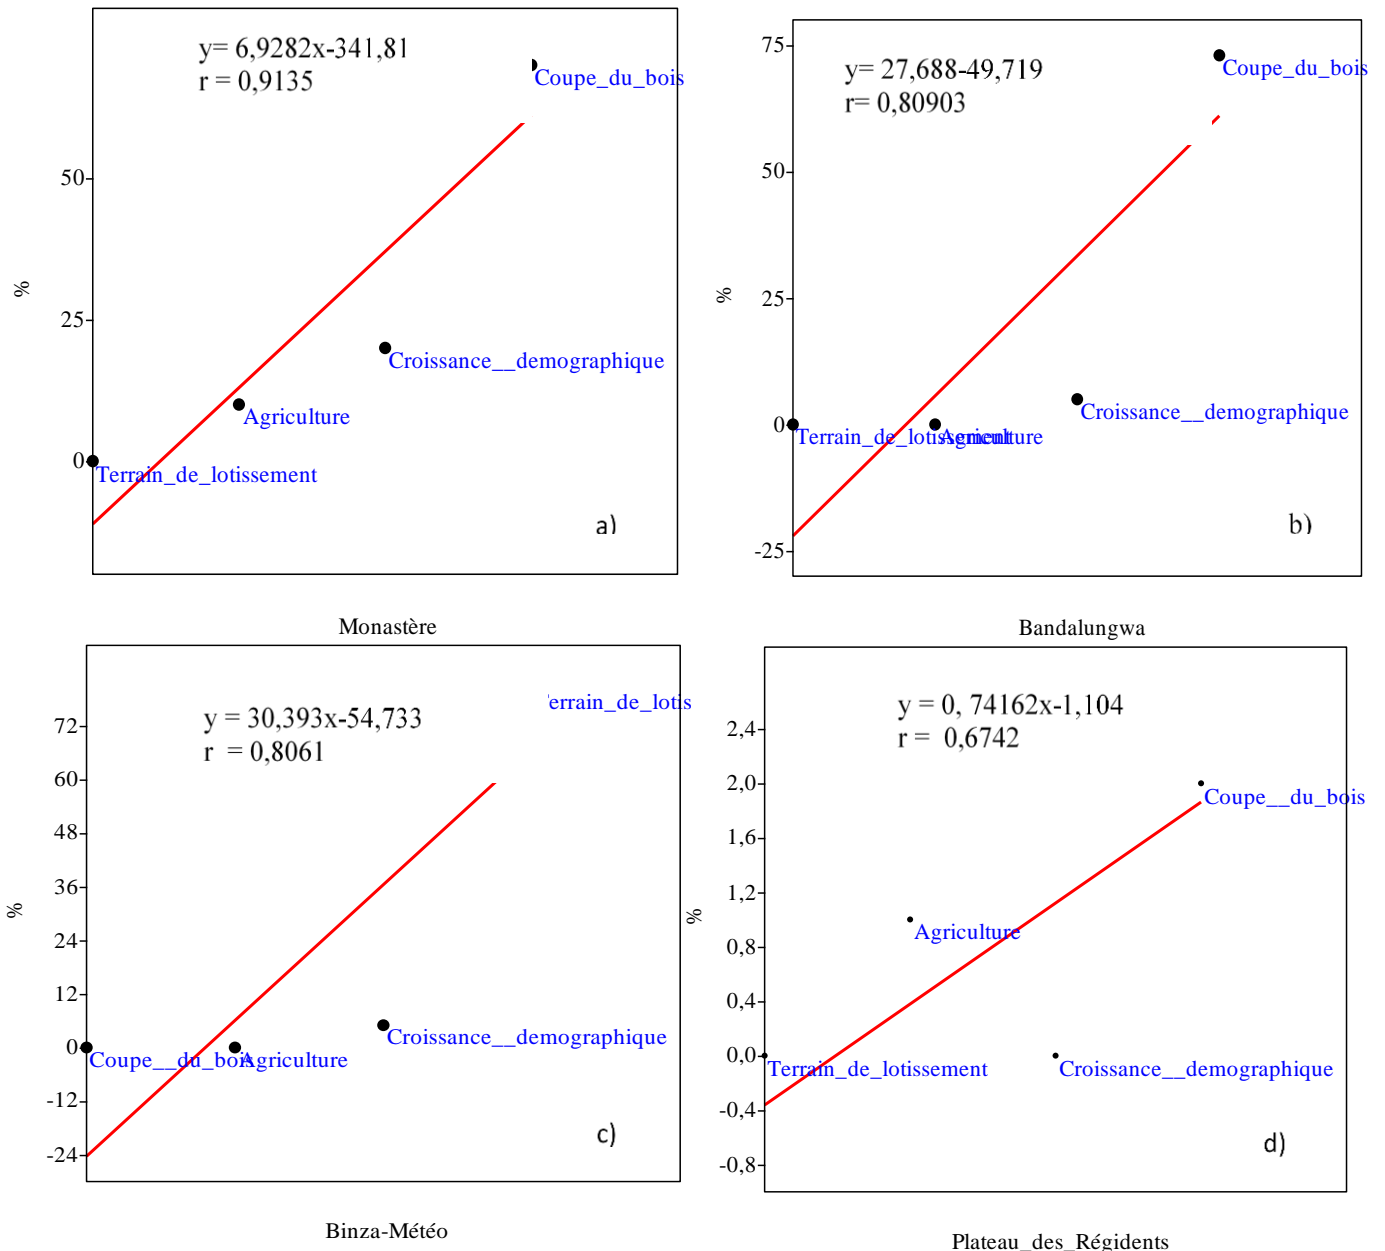 y= 6,9282x-341,81
r = 0,9135
Coupe_du_bois
50
25
%
Croissance__demographique
Agriculture
0
Terrain_de_lotissement
a)
Monastère
75
y= 27,688-49,719
r= 0,80903
Coupe_du_bois
50
25
%
Croissance__demographique
0
Terrain_de_lotissement
Agriculture
-25
b)
Bandalungwa
errain_de_lotis
y = 30,393x-54,733
r = 0,8061
72
60
48
36
24
%
12
Croissance__demographique
0
Coupe__du_bois
Agriculture
-12
-24
c)
Binza-Météo
y = 0, 74162x-1,104
r = 0,6742
2,4
2,0
Coupe__du_bois
1,6
1,2
%
Agriculture
0,8
0,4
0,0
Terrain_de_lotissement
Croissance__demographique
-0,4
-0,8
d)
Plateau_des_Régidents